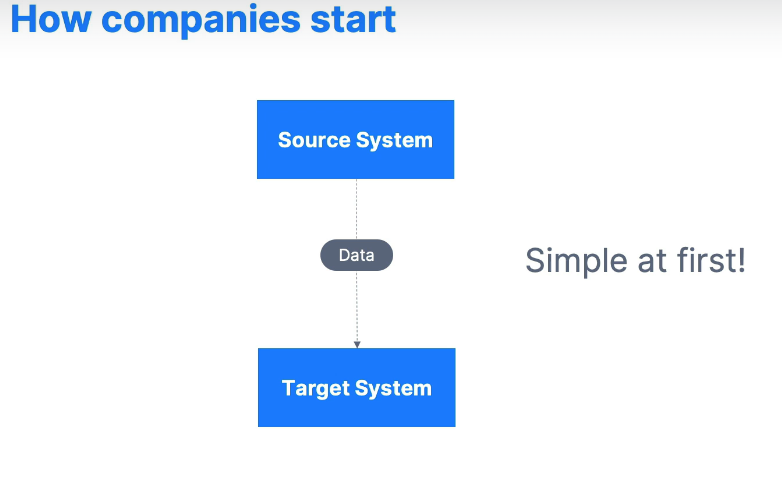 How companies start
Source System
Data
Simple at first!
Target System